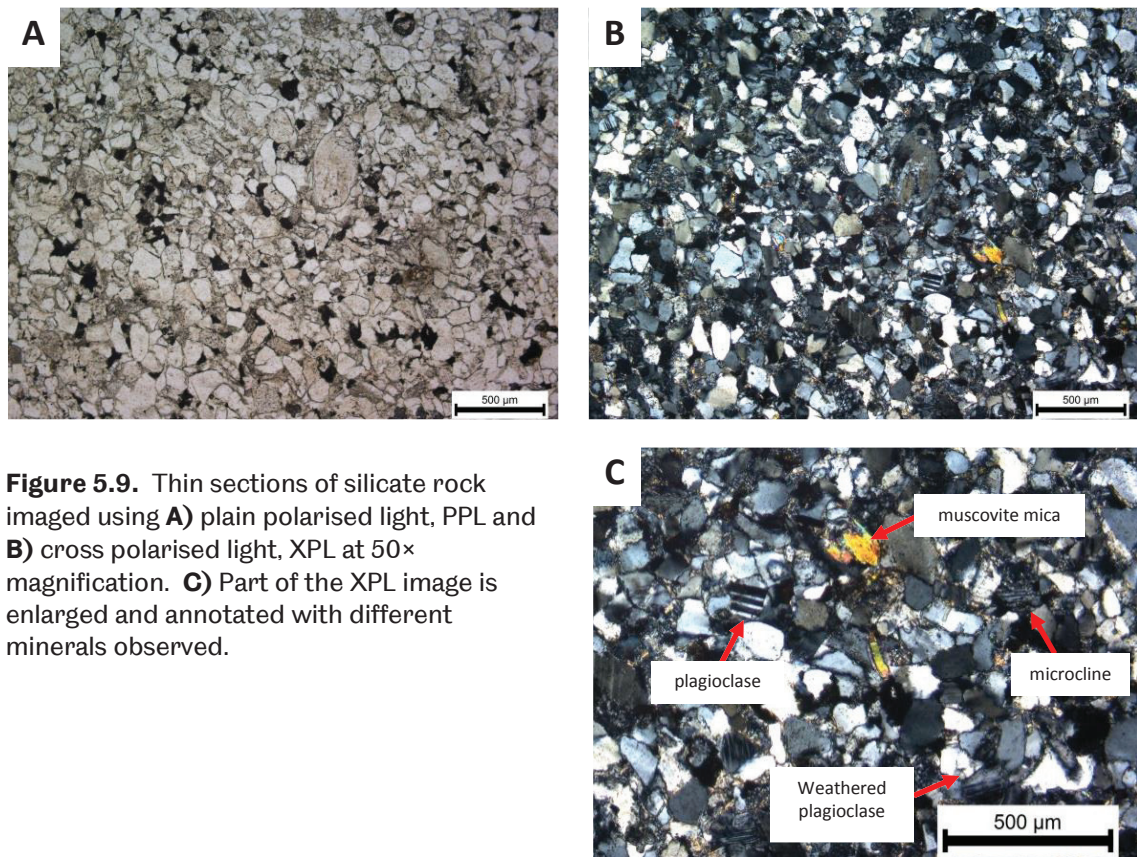 A
B
500 µm
500 µm
Figure 5.9. Thin sections of silicate rock
imaged using A) plain polarised light, PPL and
B) cross polarised light, XPL at 50×
magnification. C) Part of the XPL image is
enlarged and annotated with different
minerals observed.
C
muscovite mica
plagioclase
microcline
Weathered
plagioclase
500 µm